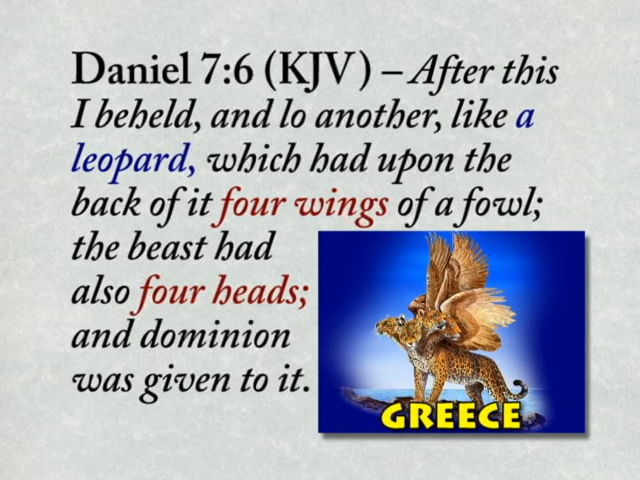 Daniel 7:6 (KJV) – After this
I beheld, and lo another, like a
leopard, which had upon the
back of it four wings of a fowl;
the beast had
also four heads;
and dominion
was given to it.
GREECE